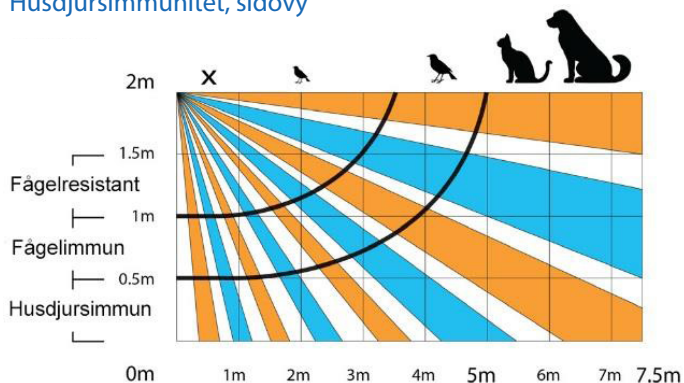 Husdjursimmunitet, sidovy
2m
X
1.5m
Fågelresistant
1m
Fågelimmun
0.5m
Husdjursimmun
0m 1m 2m 3m 4m 5m 6m 7m 7.5m